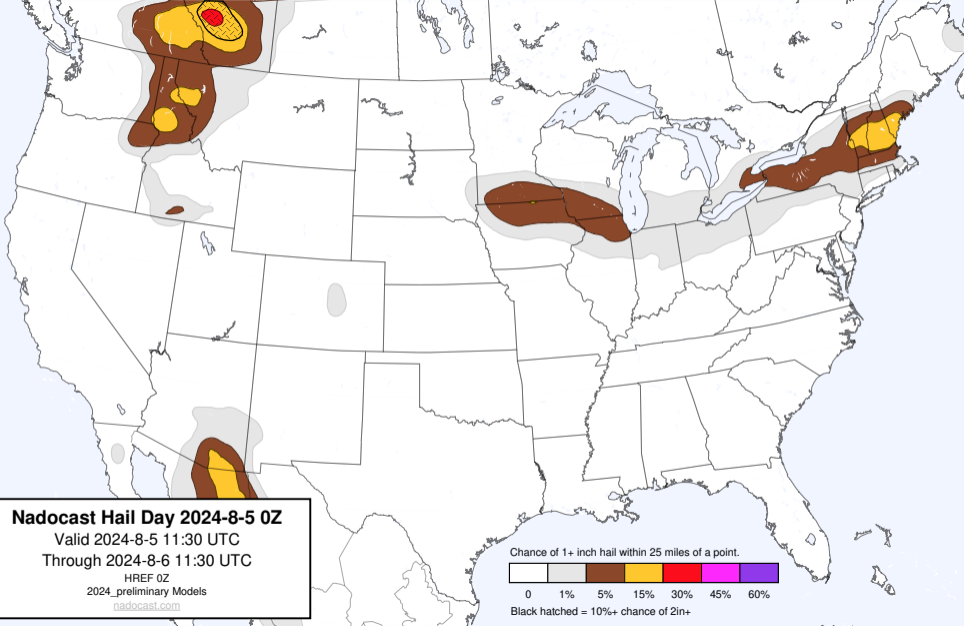 Nadocast Hail Day 2024-8-5 0Z
Valid 2024-8-5 11:30 UTC
Through 2024-8-6 11:30 UTC
HREF 0Z
2024_preliminary Models
nadocast.com
Chance of 1+ inch hail within 25 miles of a point.
0 1% 5% 15% 30% 45% 60%
Black hatched = 10%+ chance of 2in+